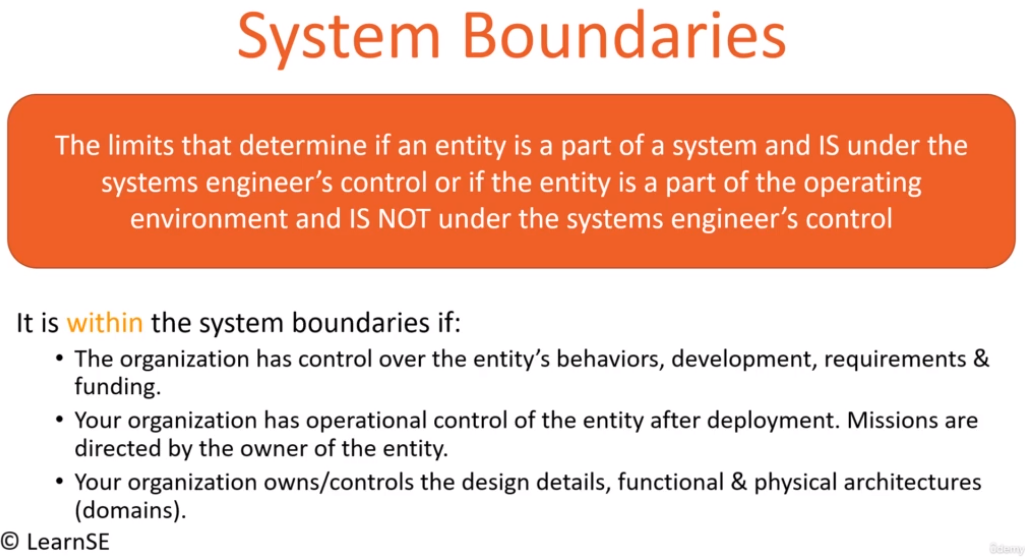 System Boundaries
The limits that determine if an entity is a part of a system and IS under the
systems engineer’s control or if the entity is a part of the operating
environment and IS NOT under the systems engineer’s control
It is within the system boundaries if:
• The organization has control over the entity’s behaviors, development, requirements &
funding.
• Your organization has operational control of the entity after deployment. Missions are
directed by the owner of the entity.
• Your organization owns/controls the design details, functional & physical architectures
(domains).
© LearnSE
ûdemy